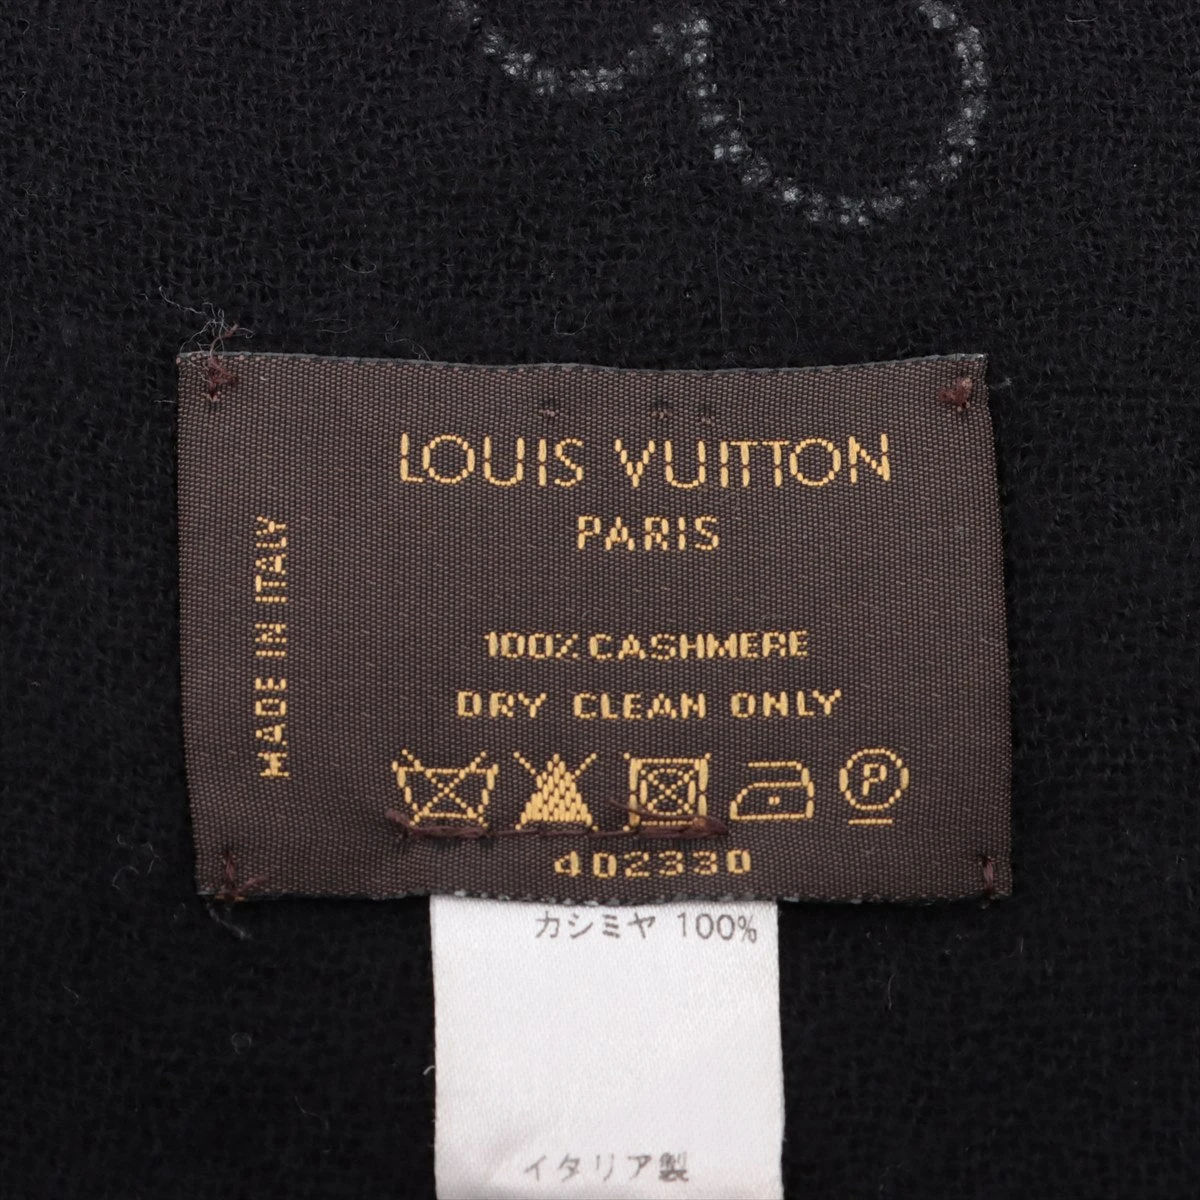 LOUIS VUITTON
PARIS
MADE IN ITALY
100% CASHMERE
DRY CLEAN ONLY
P
402330
カシミヤ 100%
イタリア製